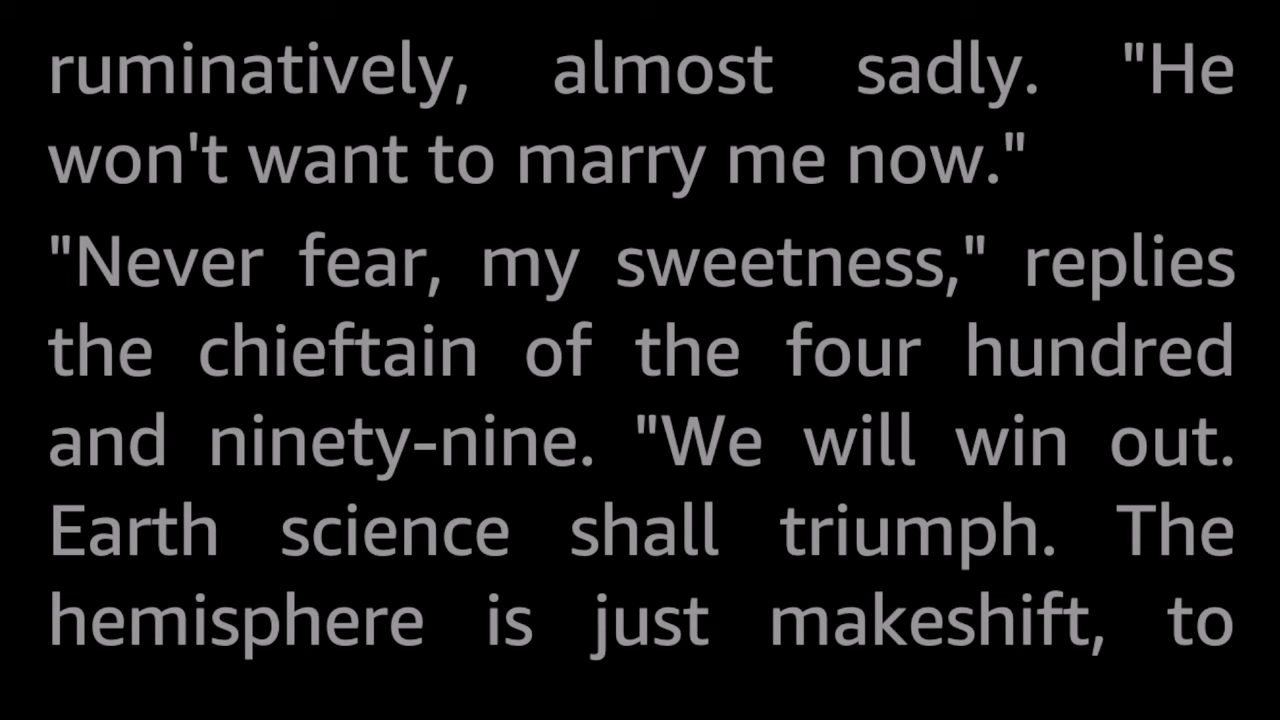 ruminatively, almost sadly. "He
won't want to marry me now."
"Never fear, my sweetness," replies
the chieftain of the four hundred
and ninety-nine. "We will win out.
Earth science shall triumph. The
hemisphere is just makeshift, to